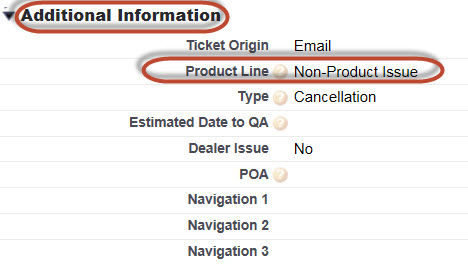 Additional Information
Ticket Origin Email
Product Line ? Non-Product Issue
Type ? Cancellation
Estimated Date to QA ?
Dealer Issue No
POA ?
Navigation 1
Navigation 2
Navigation 3